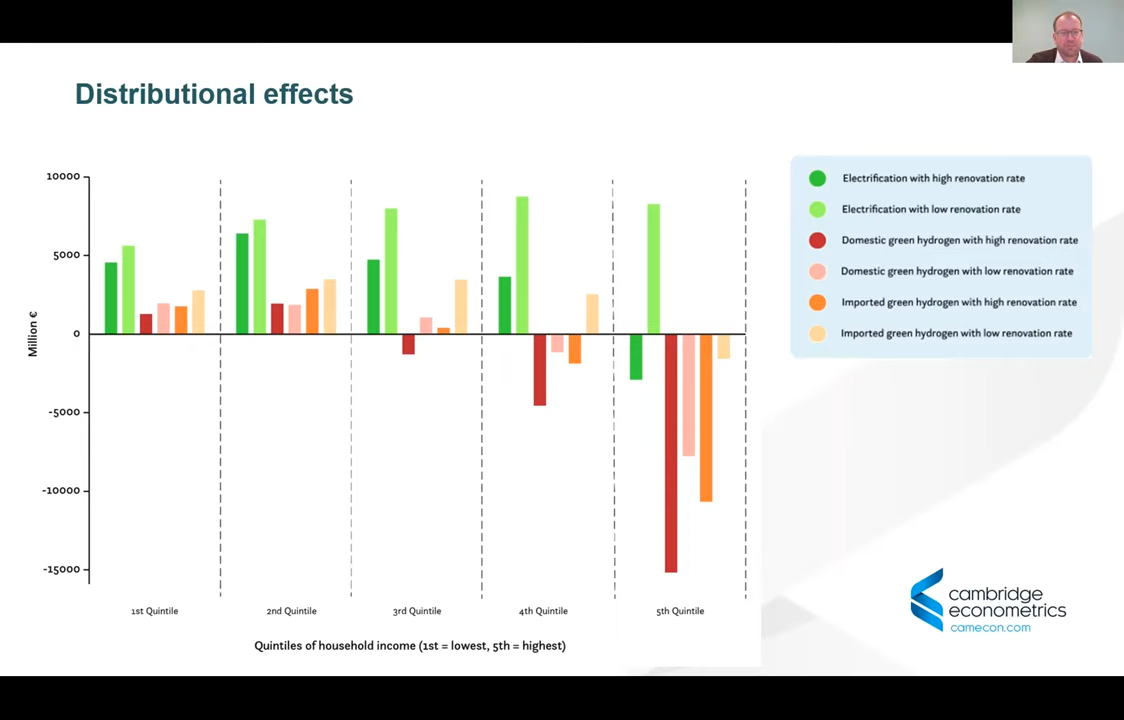 Distributional effects
10000
5000
0
-5000
-10000
-15000
Million €
1st Quintile
2nd Quintile
3rd Quintile
4th Quintile
5th Quintile
Quintiles of household income (1st = lowest, 5th = highest)
Electrification with high renovation rate
Electrification with low renovation rate
Domestic green hydrogen with high renovation rate
Domestic green hydrogen with low renovation rate
Imported green hydrogen with high renovation rate
Imported green hydrogen with low renovation rate
cambridge
econometrics
camecon.com